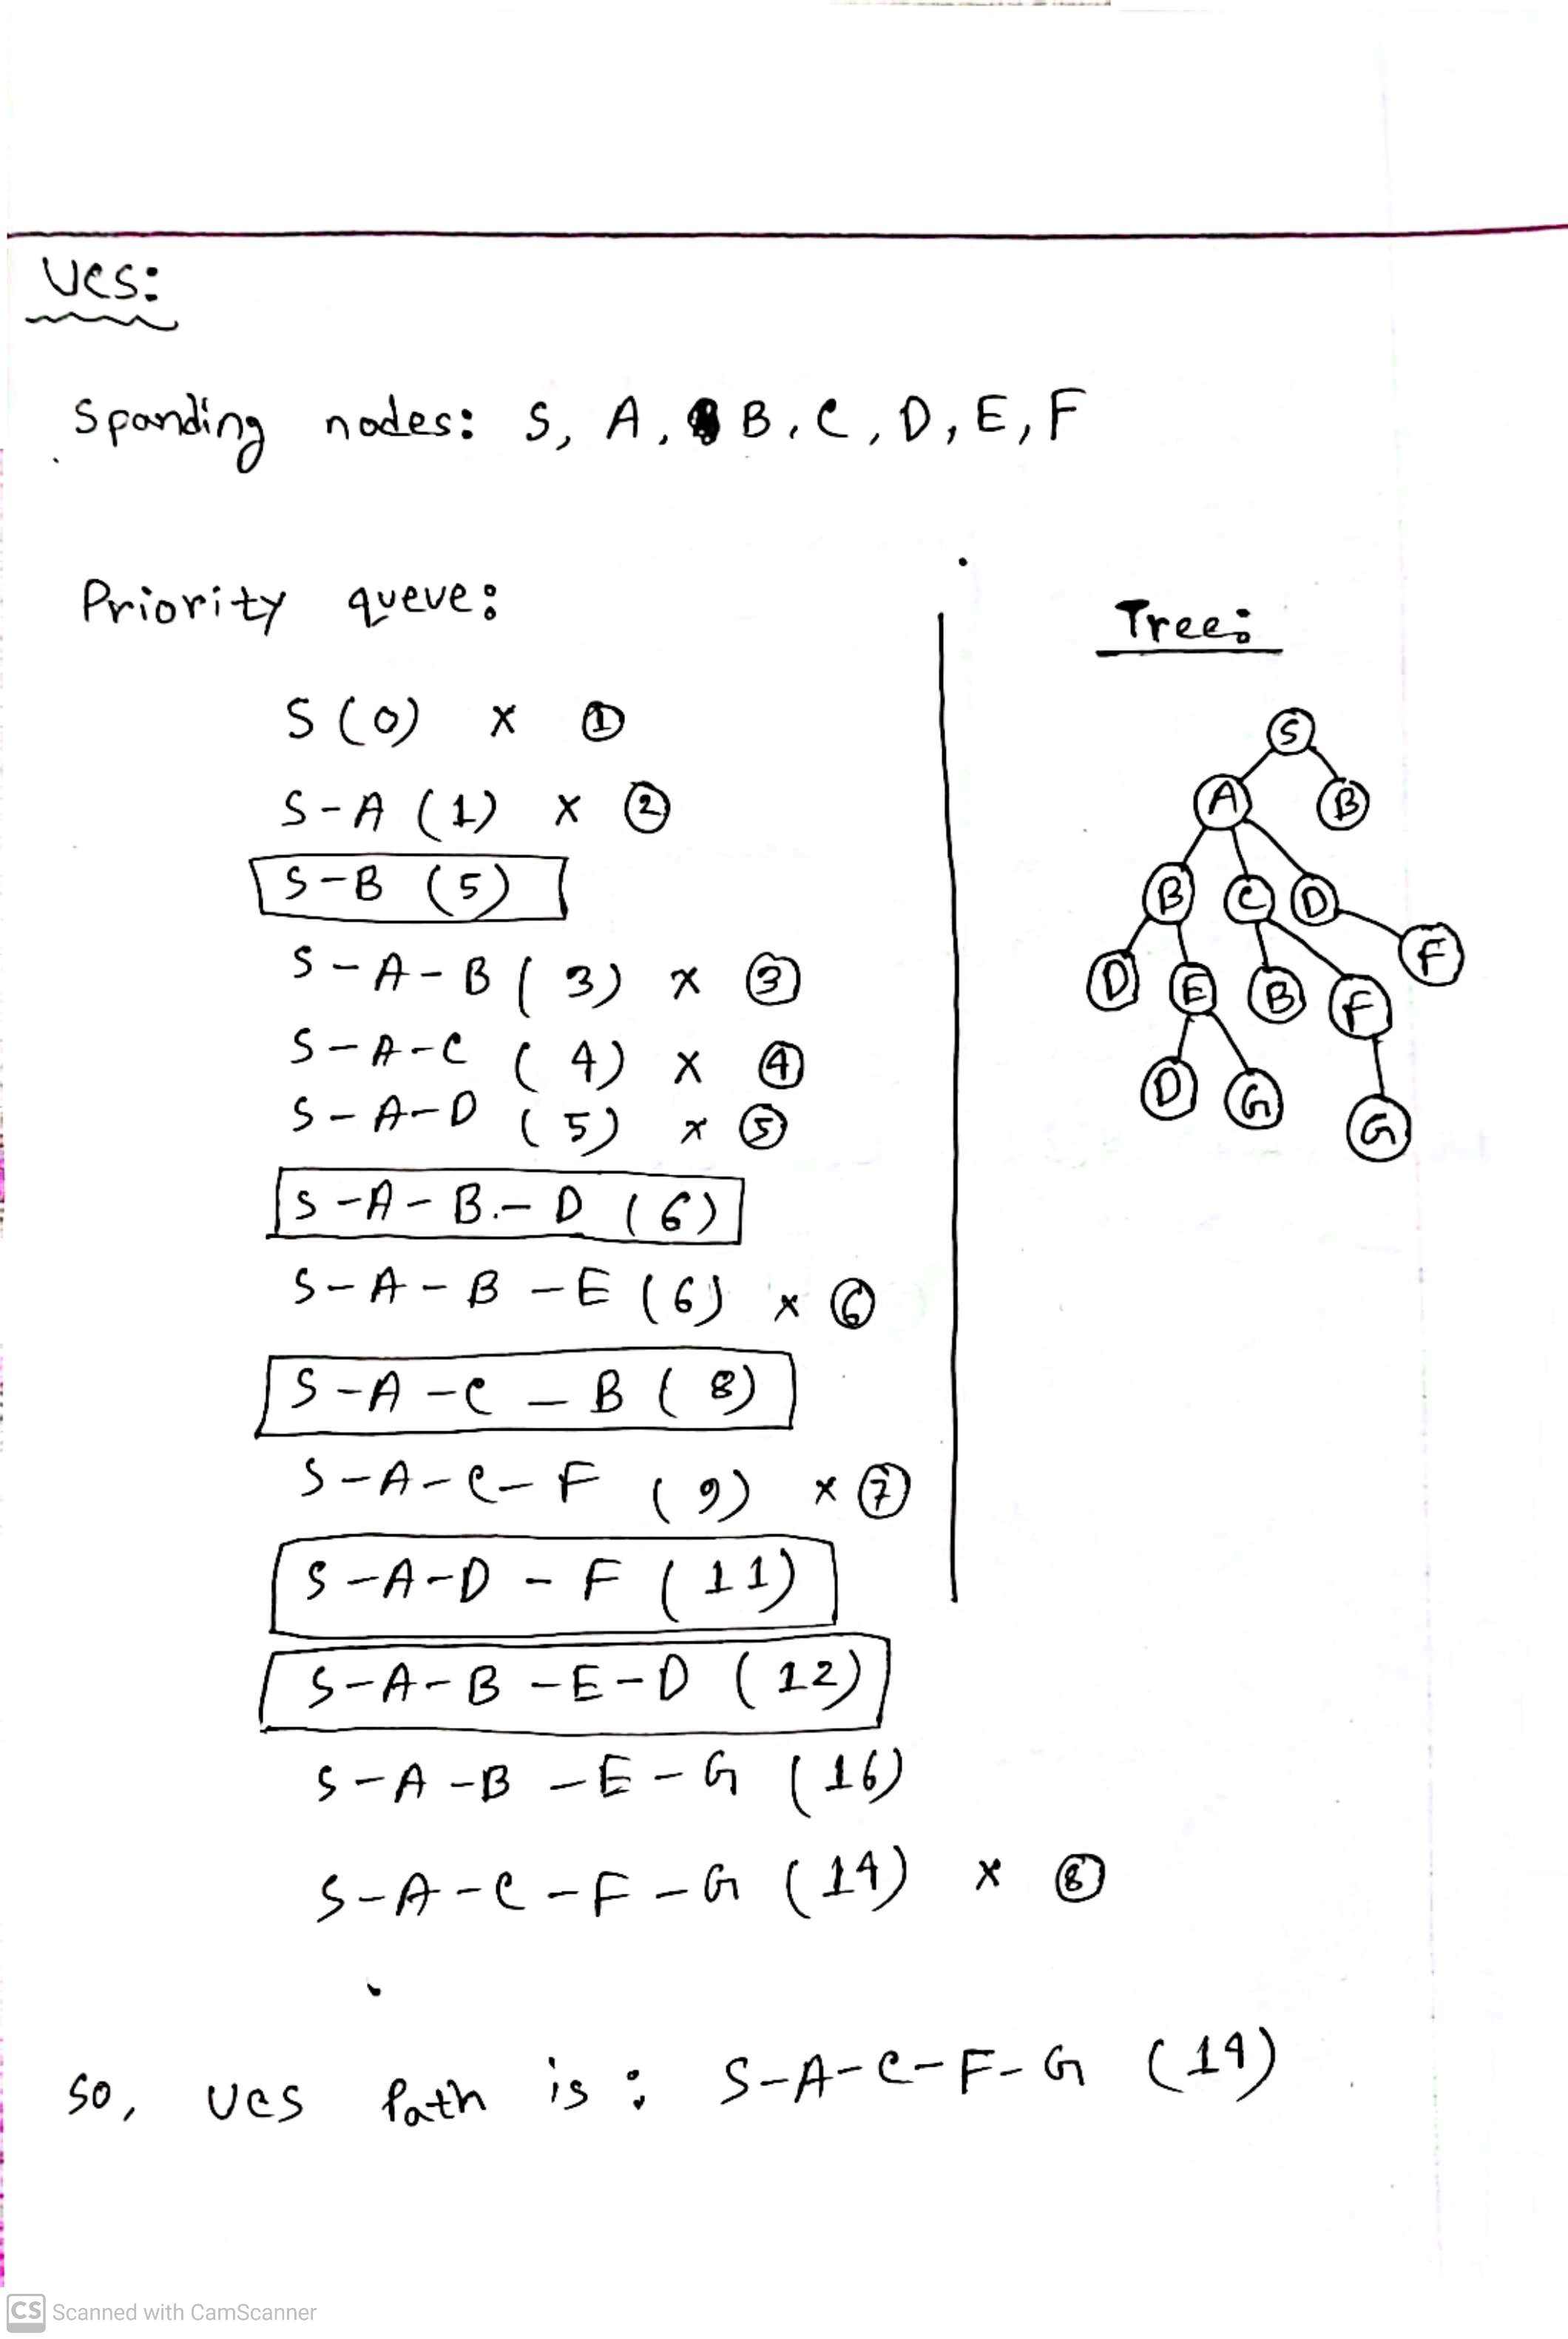 UCS:
Spanding nodes: S, A, B, C, D, E, F
Priority queue:
S (0) x ①
S-A (1) x ②
S-B (5)
S-A-B (3) x ③
S-A-C (4) x ④
S-A-D (5) x ⑤
S-A-B-D (6)
S-A-B-E (6) x ⑥
S-A-C-B (8)
S-A-C-F (9) x ⑦
S-A-D-F (11)
S-A-B-E-D (12)
S-A-B-E-G (16)
S-A-C-F-G (14) x ⑧
Tree:
S
A B
B C D
D E B F F
D G G
So, UCS Path is: S-A-C-F-G (14)
CS Scanned with CamScanner